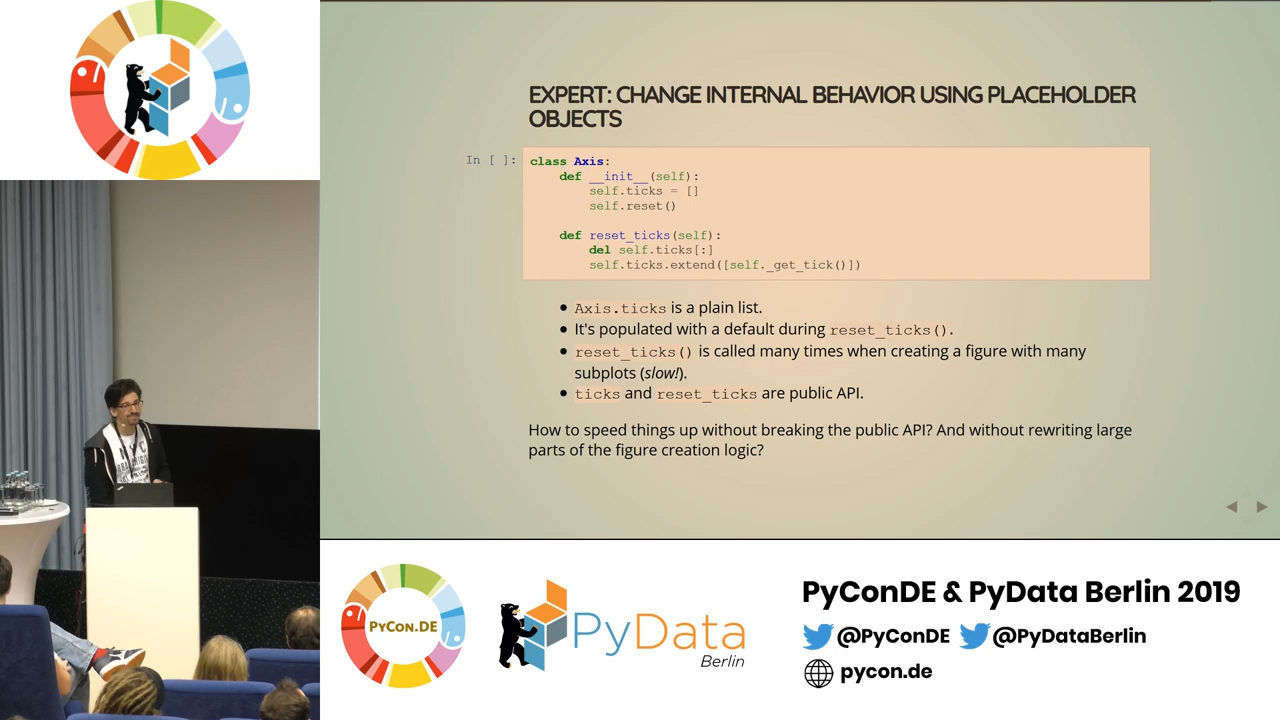 EXPERT: CHANGE INTERNAL BEHAVIOR USING PLACEHOLDER
OBJECTS
In [ ]:
class Axis:
    def __init__(self):
        self.ticks = []
        self.reset()
    def reset_ticks(self):
        del self.ticks[:]
        self.ticks.extend([self._get_tick()])
• Axis.ticks is a plain list.
• It's populated with a default during reset_ticks().
• reset_ticks() is called many times when creating a figure with many
subplots (slow!).
• ticks and reset_ticks are public API.
How to speed things up without breaking the public API? And without rewriting large
parts of the figure creation logic?
PYCON.DE
PyData
Berlin
PyConDE & PyData Berlin 2019
@PyConDE @PyDataBerlin
pycon.de